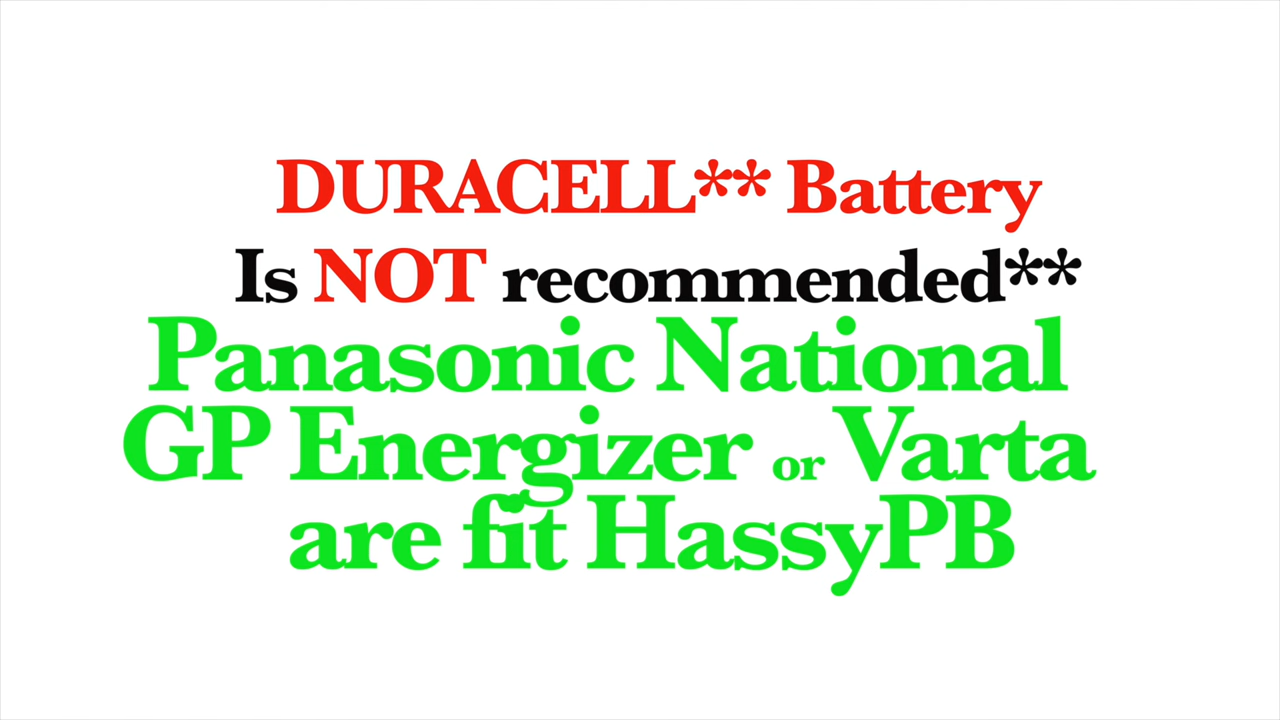 DURACELL** Battery
Is NOT recommended**
Panasonic National
GP Energizer or Varta
are fit HassyPB